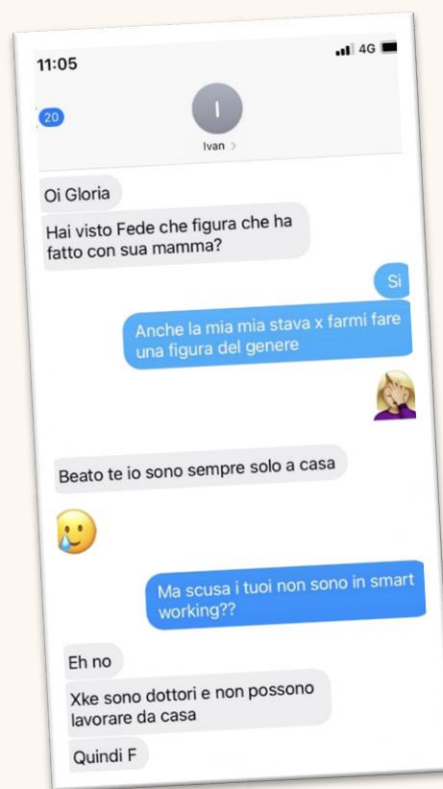 11:05
4G
20
I
Ivan >
Oi Gloria
Hai visto Fede che figura che ha
fatto con sua mamma?
Si
Anche la mia mia stava x farmi fare
una figura del genere
Beato te io sono sempre solo a casa
Ma scusa i tuoi non sono in smart
working??
Eh no
Xke sono dottori e non possono
lavorare da casa
Quindi F